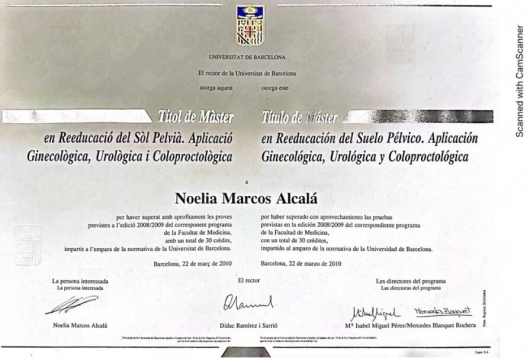 UNIVERSITAT DE BARCELONA
El rector de la Universitat de Barcelona
atorga aquest
otorga este
Títol de Màster
Título de Máster
en Reeducació del Sòl Pelvià. Aplicació
Ginecològica, Urològica i Coloproctològica
en Reeducación del Suelo Pélvico. Aplicación
Ginecológica, Urológica y Coloproctológica
a
Noelia Marcos Alcalá
per haver superat amb aprofitament les proves
previstes a l'edició 2008/2009 del corresponent programa
de la Facultat de Medicina,
amb un total de 30 crèdits,
impartit a l'empara de la normativa de la Universitat de Barcelona.
Barcelona, 22 de març de 2010
por haber superado con aprovechamiento las pruebas
previstas en la edición 2008/2009 del correspondiente programa
de la Facultad de Medicina,
con un total de 30 créditos,
impartido al amparo de la normativa de la Universidad de Barcelona.
Barcelona, 22 de marzo de 2010
La persona interessada
La persona interesada
Noelia Marcos Alcalá
El rector
Dídac Ramírez i Sarrió
Les directores del programa
Las directoras del programa
Mª Isabel Miguel Pérez/Mercedes Blanquet Rochera
Scanned with CamScanner